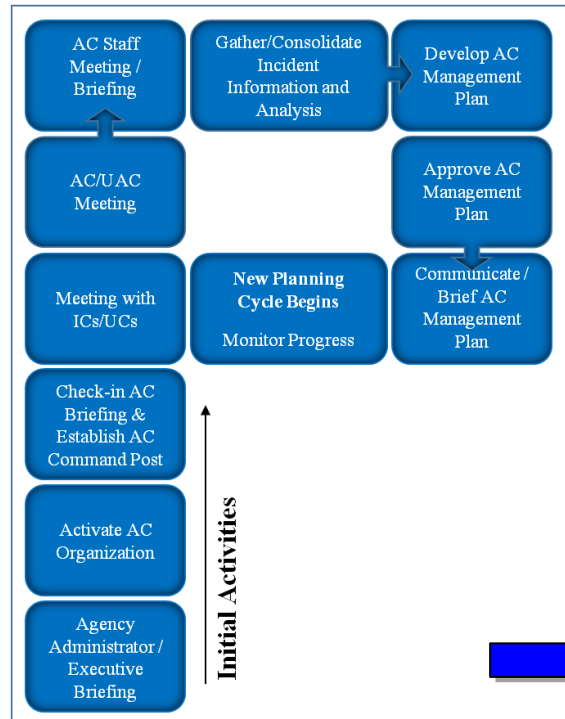 AC Staff
Meeting /
Briefing
Gather/Consolidate
Incident
Information and
Analysis
Develop AC
Management
Plan
AC/UAC
Meeting
Approve AC
Management
Plan
Meeting with
ICs/UCs
New Planning
Cycle Begins
Monitor Progress
Communicate /
Brief AC
Management
Plan
Check-in AC
Briefing &
Establish AC
Command Post
Activate AC
Organization
Agency
Administrator /
Executive
Briefing
Initial Activities